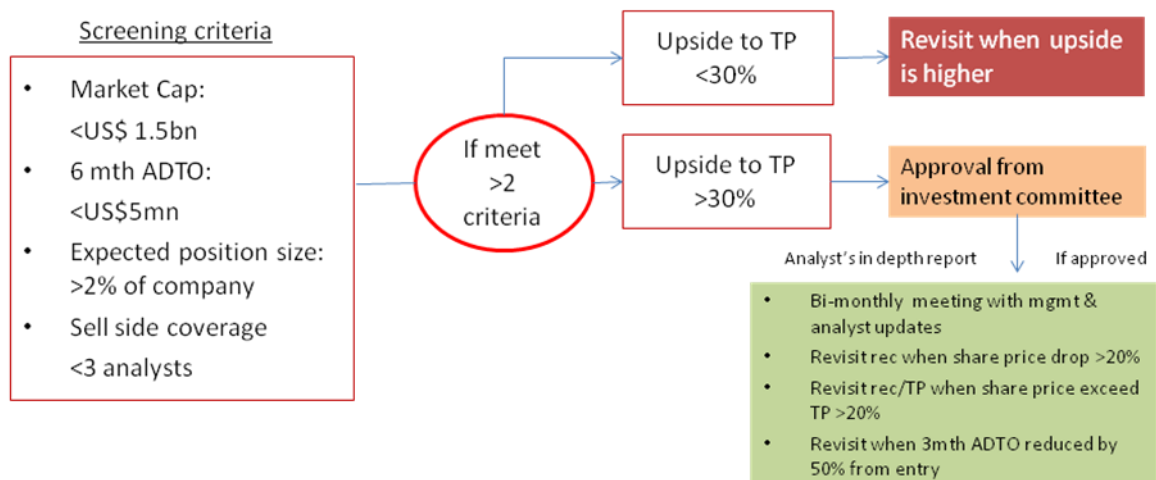 Screening criteria
• Market Cap:
<US$ 1.5bn
• 6 mth ADTO:
<US$5mn
• Expected position size:
>2% of company
• Sell side coverage
<3 analysts
If meet
>2
criteria
Upside to TP
<30%
Revisit when upside
is higher
Upside to TP
>30%
Approval from
investment committee
Analyst's in depth report
If approved
• Bi-monthly meeting with mgmt &
analyst updates
• Revisit rec when share price drop >20%
• Revisit rec/TP when share price exceed
TP >20%
• Revisit when 3mth ADTO reduced by
50% from entry